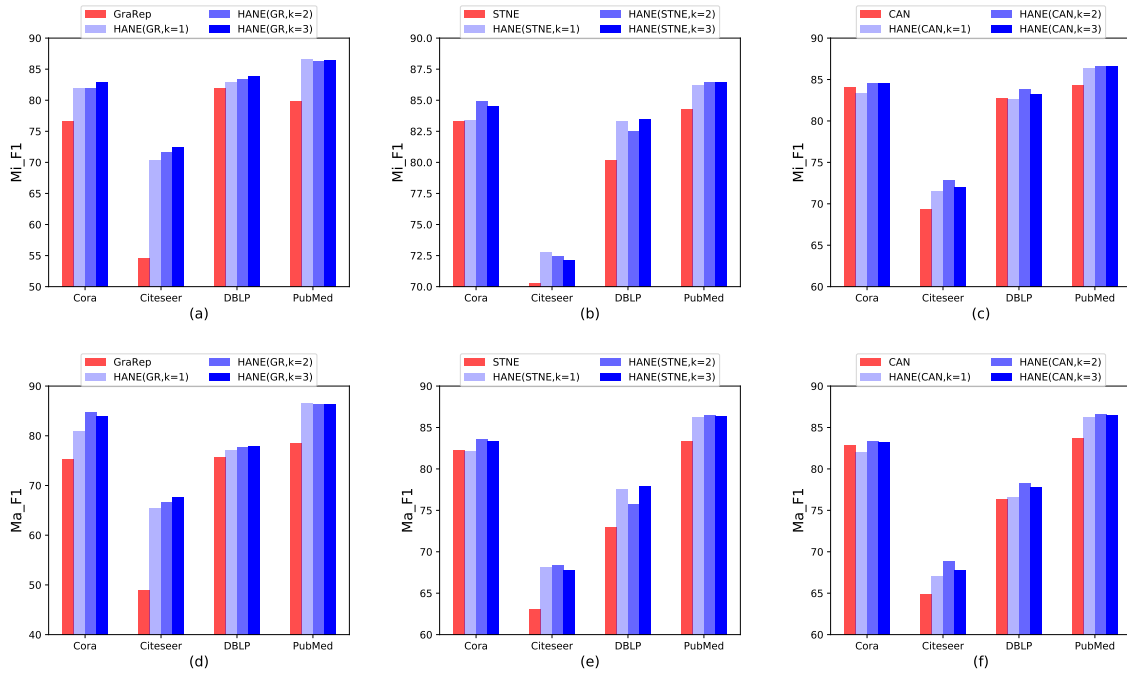 GraRep
HANE(GR,k=1)
HANE(GR,k=2)
HANE(GR,k=3)
90
85
80
75
70
65
60
55
50
Mi_F1
Cora Citeseer DBLP PubMed
(a)
STNE
HANE(STNE,k=1)
HANE(STNE,k=2)
HANE(STNE,k=3)
90.0
87.5
85.0
82.5
80.0
77.5
75.0
72.5
70.0
Mi_F1
Cora Citeseer DBLP PubMed
(b)
CAN
HANE(CAN,k=1)
HANE(CAN,k=2)
HANE(CAN,k=3)
90
85
80
75
70
65
60
Mi_F1
Cora Citeseer DBLP PubMed
(c)
GraRep
HANE(GR,k=1)
HANE(GR,k=2)
HANE(GR,k=3)
90
80
70
60
50
40
Ma_F1
Cora Citeseer DBLP PubMed
(d)
STNE
HANE(STNE,k=1)
HANE(STNE,k=2)
HANE(STNE,k=3)
90
85
80
75
70
65
60
Ma_F1
Cora Citeseer DBLP PubMed
(e)
CAN
HANE(CAN,k=1)
HANE(CAN,k=2)
HANE(CAN,k=3)
90
85
80
75
70
65
60
Ma_F1
Cora Citeseer DBLP PubMed
(f)